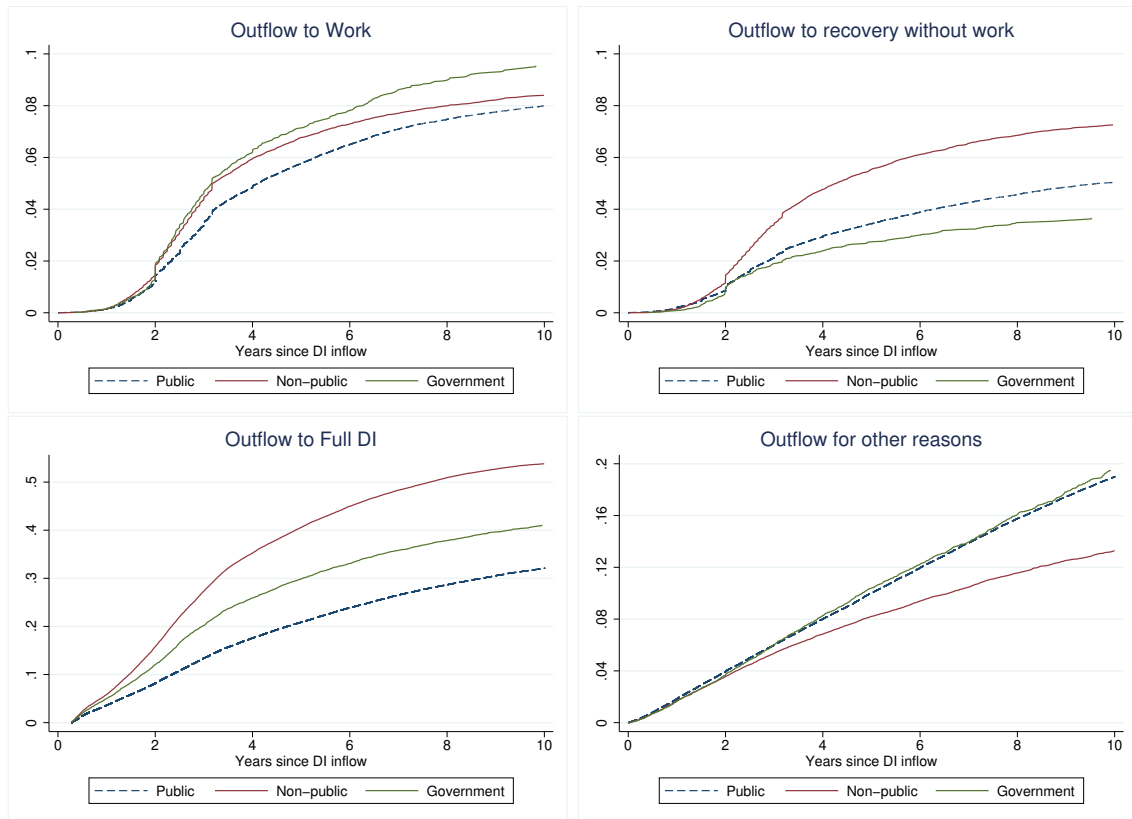 Outflow to Work
.1
.08
.06
.04
.02
0
0 2 4 6 8 10
Years since DI inflow
Public Non−public Government
Outflow to recovery without work
.1
.08
.06
.04
.02
0
0 2 4 6 8 10
Years since DI inflow
Public Non−public Government
Outflow to Full DI
.5
.4
.3
.2
.1
0
0 2 4 6 8 10
Years since DI inflow
Public Non−public Government
Outflow for other reasons
.2
.16
.12
.08
.04
0
0 2 4 6 8 10
Years since DI inflow
Public Non−public Government